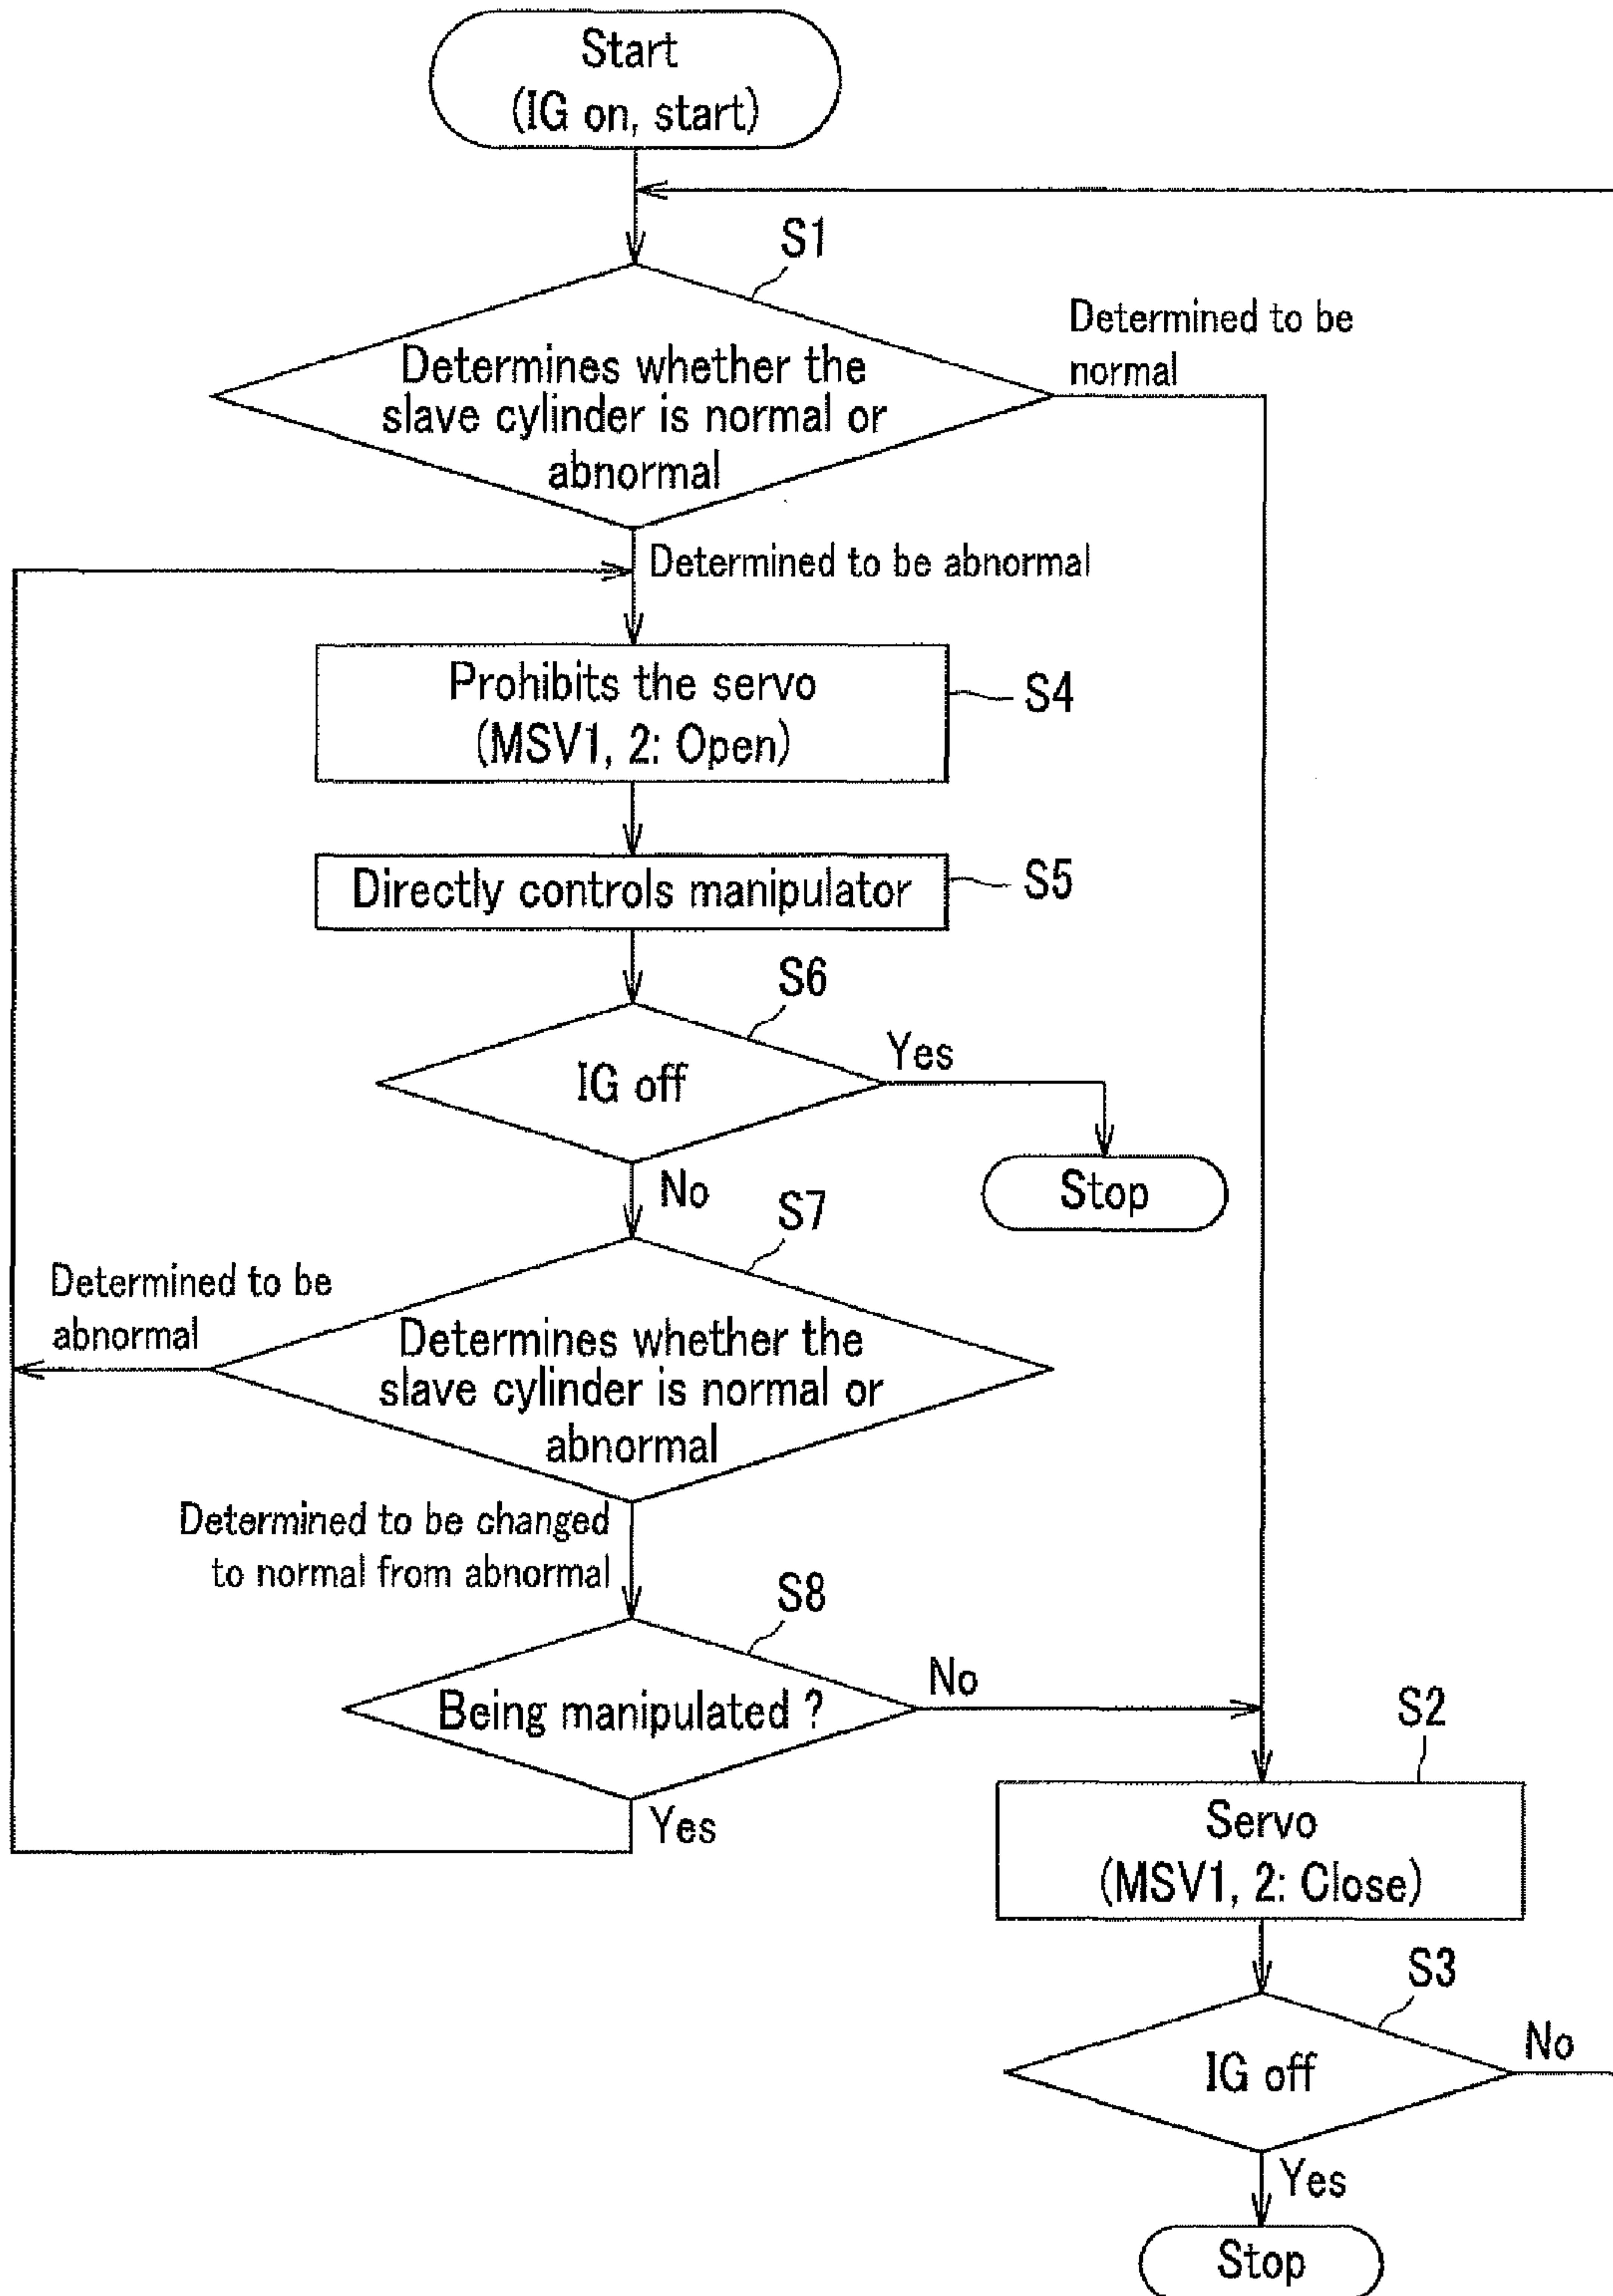 Start
(IG on, start)
S1
Determined to be
normal
Determines whether the
slave cylinder is normal or
abnormal
Determined to be abnormal
Prohibits the servo
(MSV1, 2: Open)
S4
Directly controls manipulator
S5
S6
IG off
Yes
Stop
No
S7
Determined to be
abnormal
Determines whether the
slave cylinder is normal or
abnormal
Determined to be changed
to normal from abnormal
S8
Being manipulated ?
No
Yes
S2
Servo
(MSV1, 2: Close)
S3
IG off
No
Yes
Stop